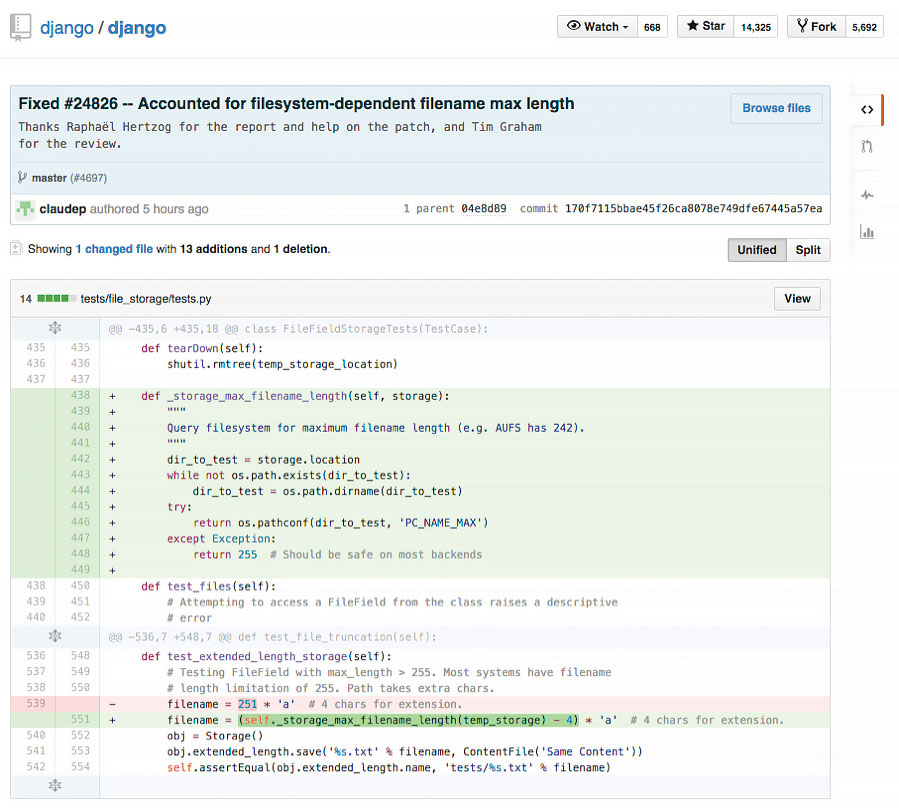 django / django
Watch 668 Star 14,325 Fork 5,692
Fixed #24826 -- Accounted for filesystem-dependent filename max length
Browse files
Thanks Raphaël Hertzog for the report and help on the patch, and Tim Graham
for the review.
master (#4697)
claudep authored 5 hours ago 1 parent 04e8d89 commit 170f7115bbae45f26ca8078e749dfe67445a57ea
Showing 1 changed file with 13 additions and 1 deletion.
Unified Split
14 tests/file_storage/tests.py View
@@ -435,6 +435,18 @@ class FileFieldStorageTests(TestCase):
435 435 def tearDown(self):
436 436 shutil.rmtree(temp_storage_location)
437 437
438 + def _storage_max_filename_length(self, storage):
439 + """
440 + Query filesystem for maximum filename length (e.g. AUFS has 242).
441 + """
442 + dir_to_test = storage.location
443 + while not os.path.exists(dir_to_test):
444 + dir_to_test = os.path.dirname(dir_to_test)
445 + try:
446 + return os.pathconf(dir_to_test, 'PC_NAME_MAX')
447 + except Exception:
448 + return 255 # Should be safe on most backends
449 +
438 450 def test_files(self):
439 451 # Attempting to access a FileField from the class raises a descriptive
440 452 # error
@@ -536,7 +548,7 @@ def test_file_truncation(self):
536 548 def test_extended_length_storage(self):
537 549 # Testing FileField with max_length > 255. Most systems have filename
538 550 # length limitation of 255. Path takes extra chars.
539 - filename = 251 * 'a' # 4 chars for extension.
551 + filename = (self._storage_max_filename_length(temp_storage) - 4) * 'a' # 4 chars for extension.
540 552 obj = Storage()
541 553 obj.extended_length.save('%s.txt' % filename, ContentFile('Same Content'))
542 554 self.assertEqual(obj.extended_length.name, 'tests/%s.txt' % filename)